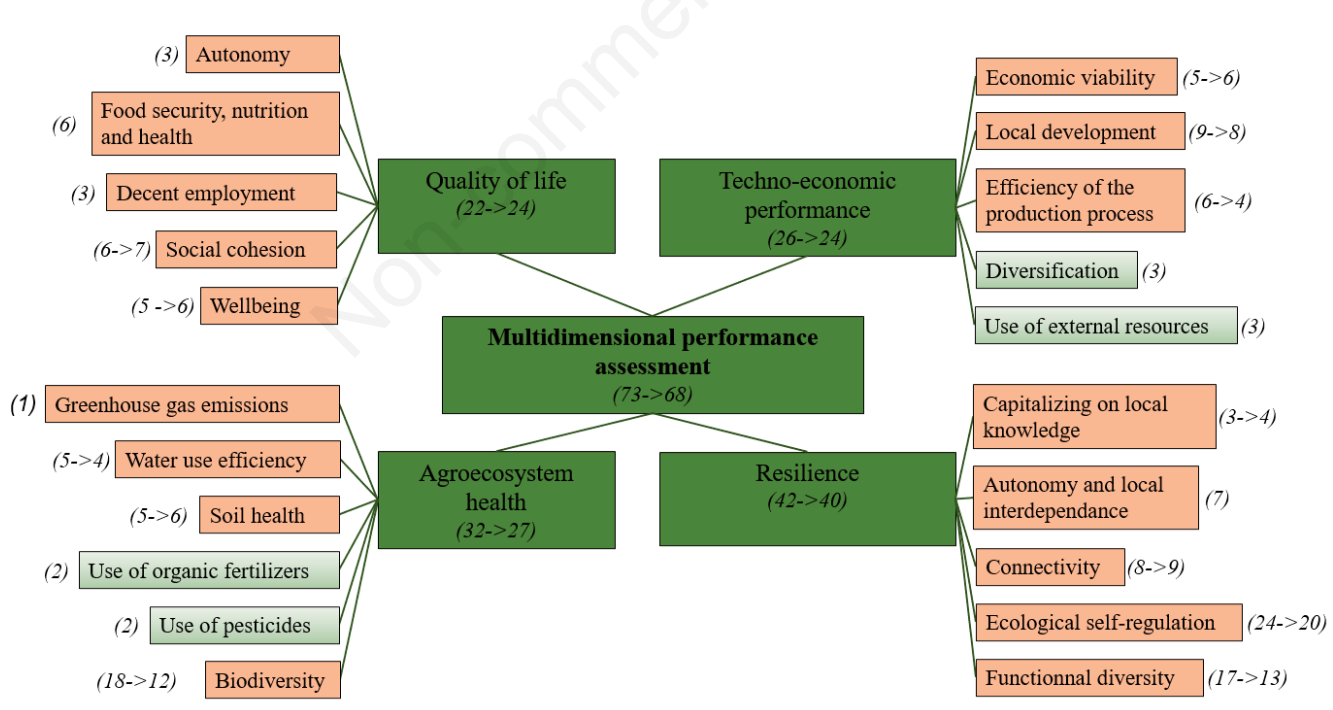 (3) Autonomy
(6) Food security, nutrition
and health
(3) Decent employment
(6->7) Social cohesion
(5 ->6) Wellbeing
Quality of life
(22->24)
Techno-economic
performance
(26->24)
Economic viability (5->6)
Local development (9->8)
Efficiency of the
production process (6->4)
Diversification (3)
Use of external resources (3)
Multidimensional performance
assessment
(73->68)
(1) Greenhouse gas emissions
(5->4) Water use efficiency
(5->6) Soil health
(2) Use of organic fertilizers
(2) Use of pesticides
(18->12) Biodiversity
Agroecosystem
health
(32->27)
Resilience
(42->40)
Capitalizing on local
knowledge (3->4)
Autonomy and local
interdependance (7)
Connectivity (8->9)
Ecological self-regulation (24->20)
Functionnal diversity (17->13)